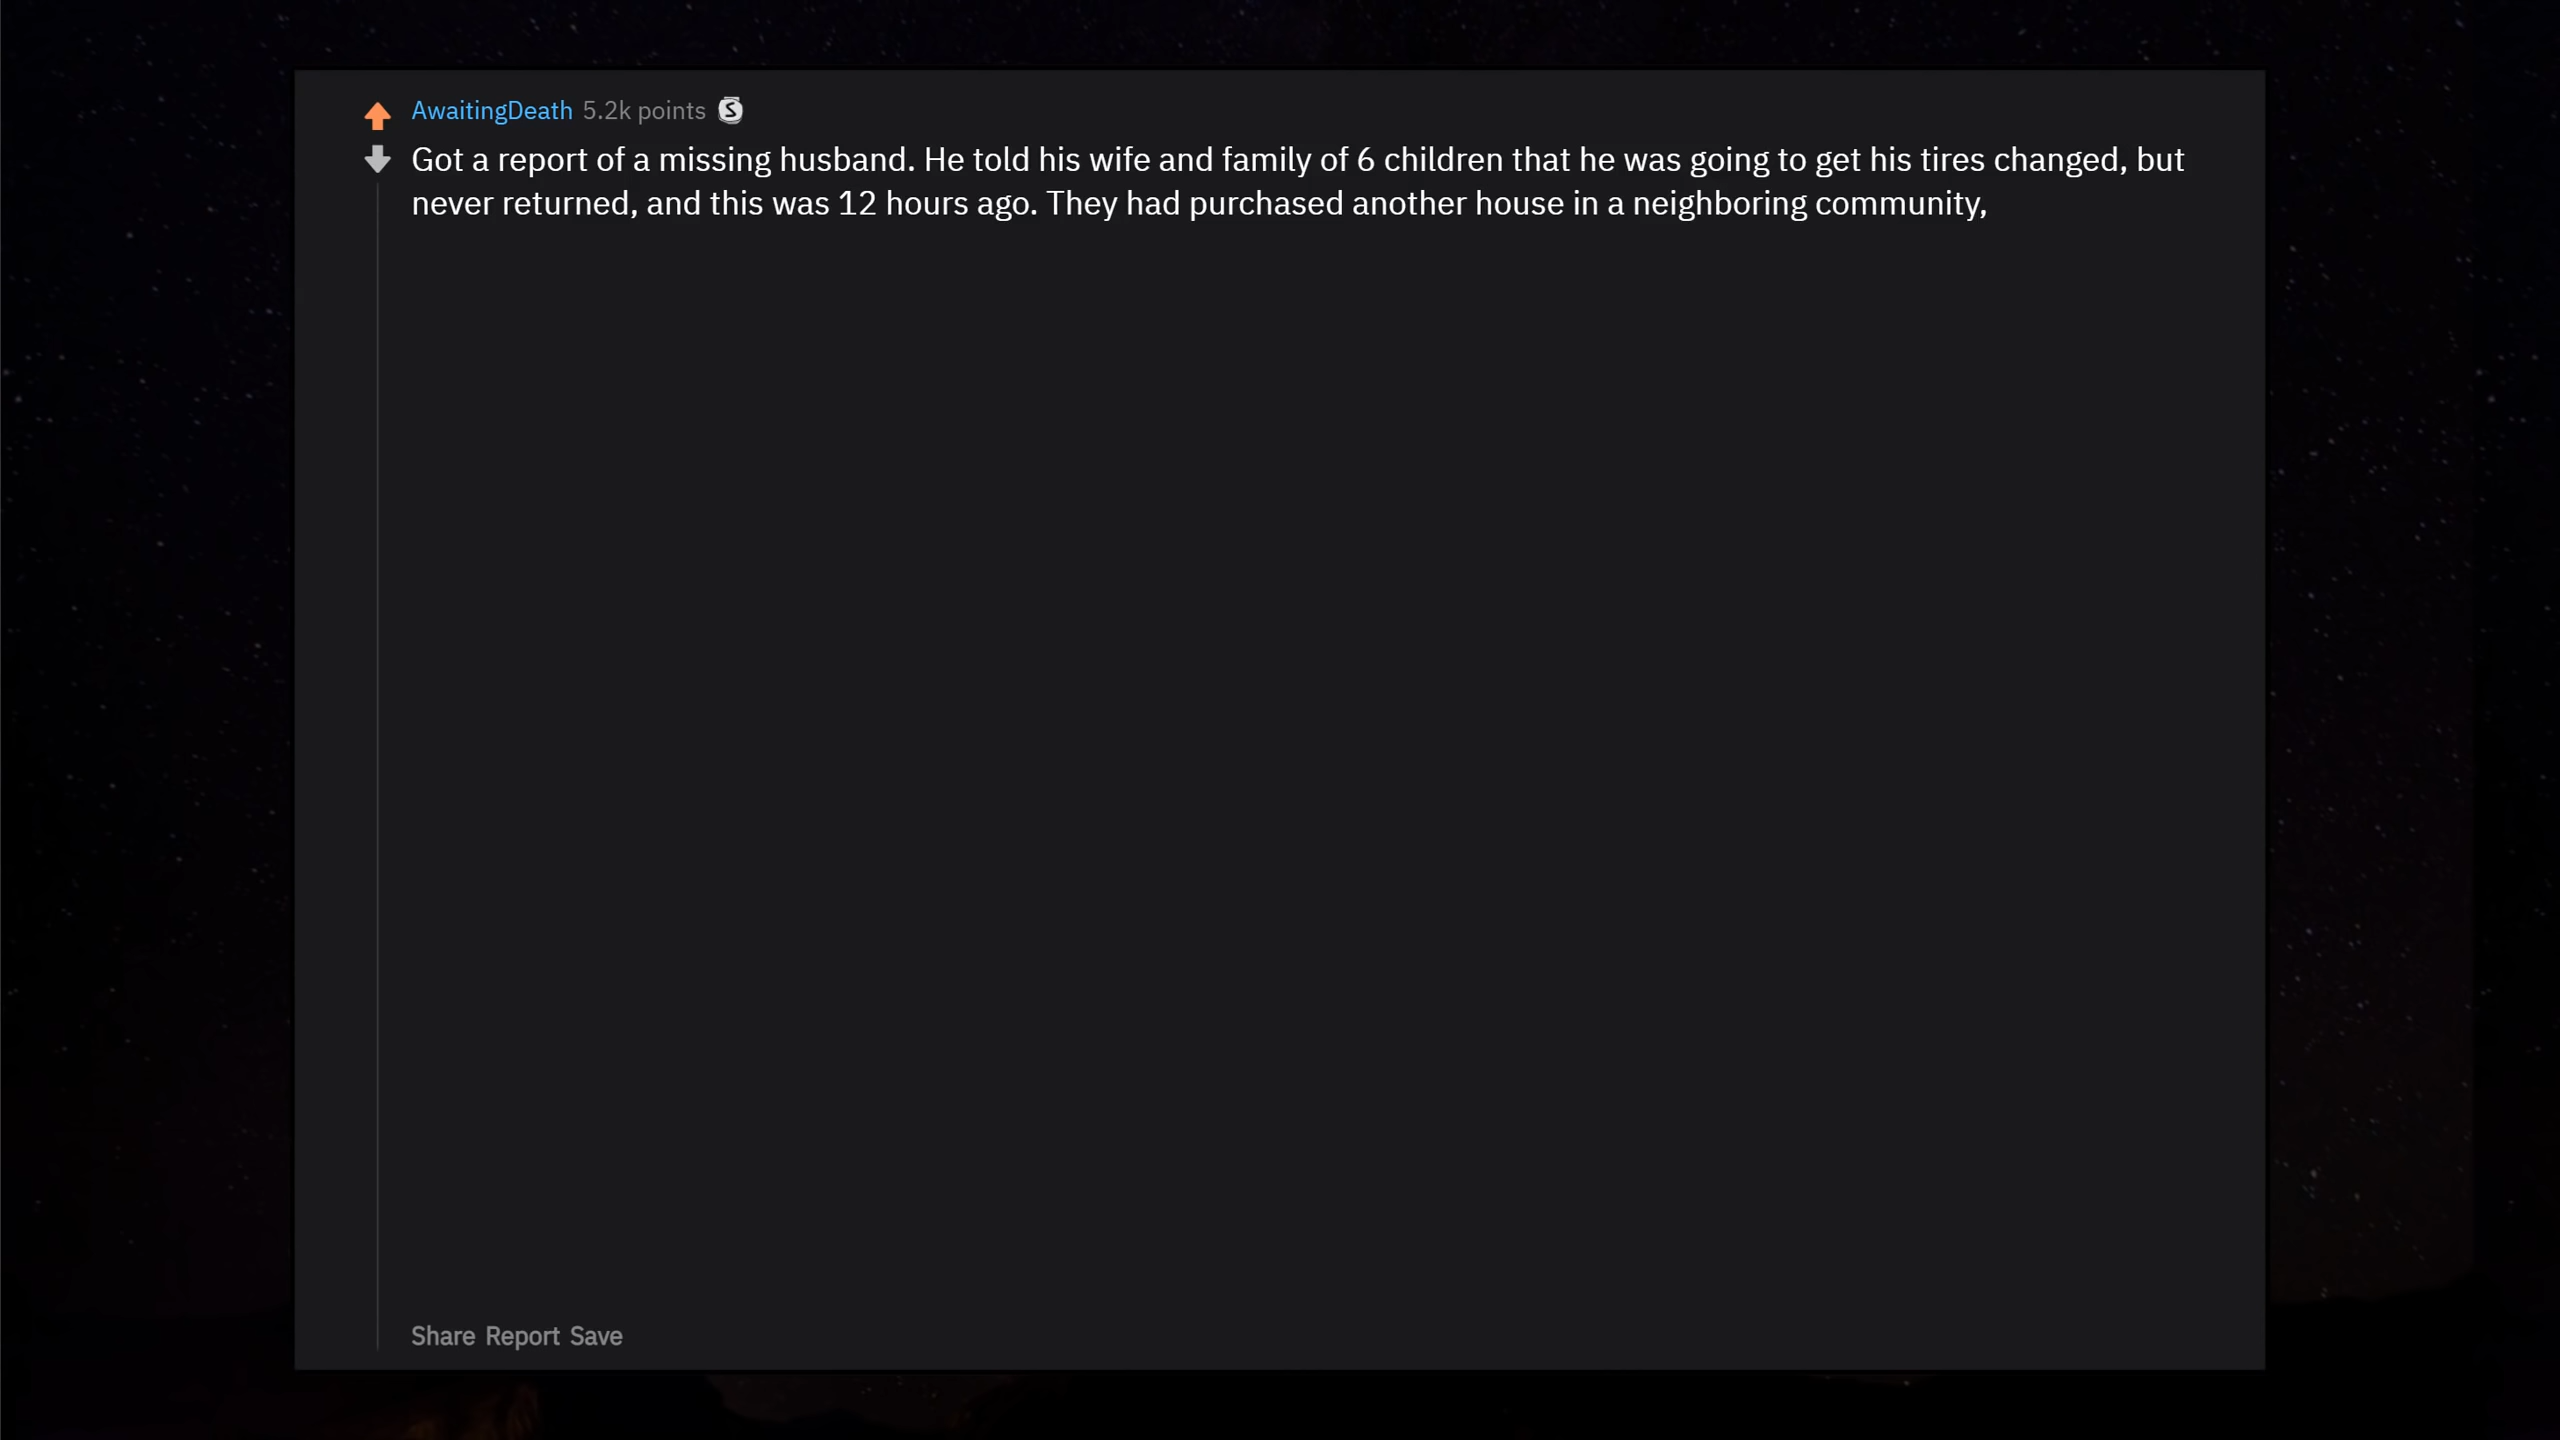 AwaitingDeath 5.2k points S
Got a report of a missing husband. He told his wife and family of 6 children that he was going to get his tires changed, but
never returned, and this was 12 hours ago. They had purchased another house in a neighboring community,
Share Report Save